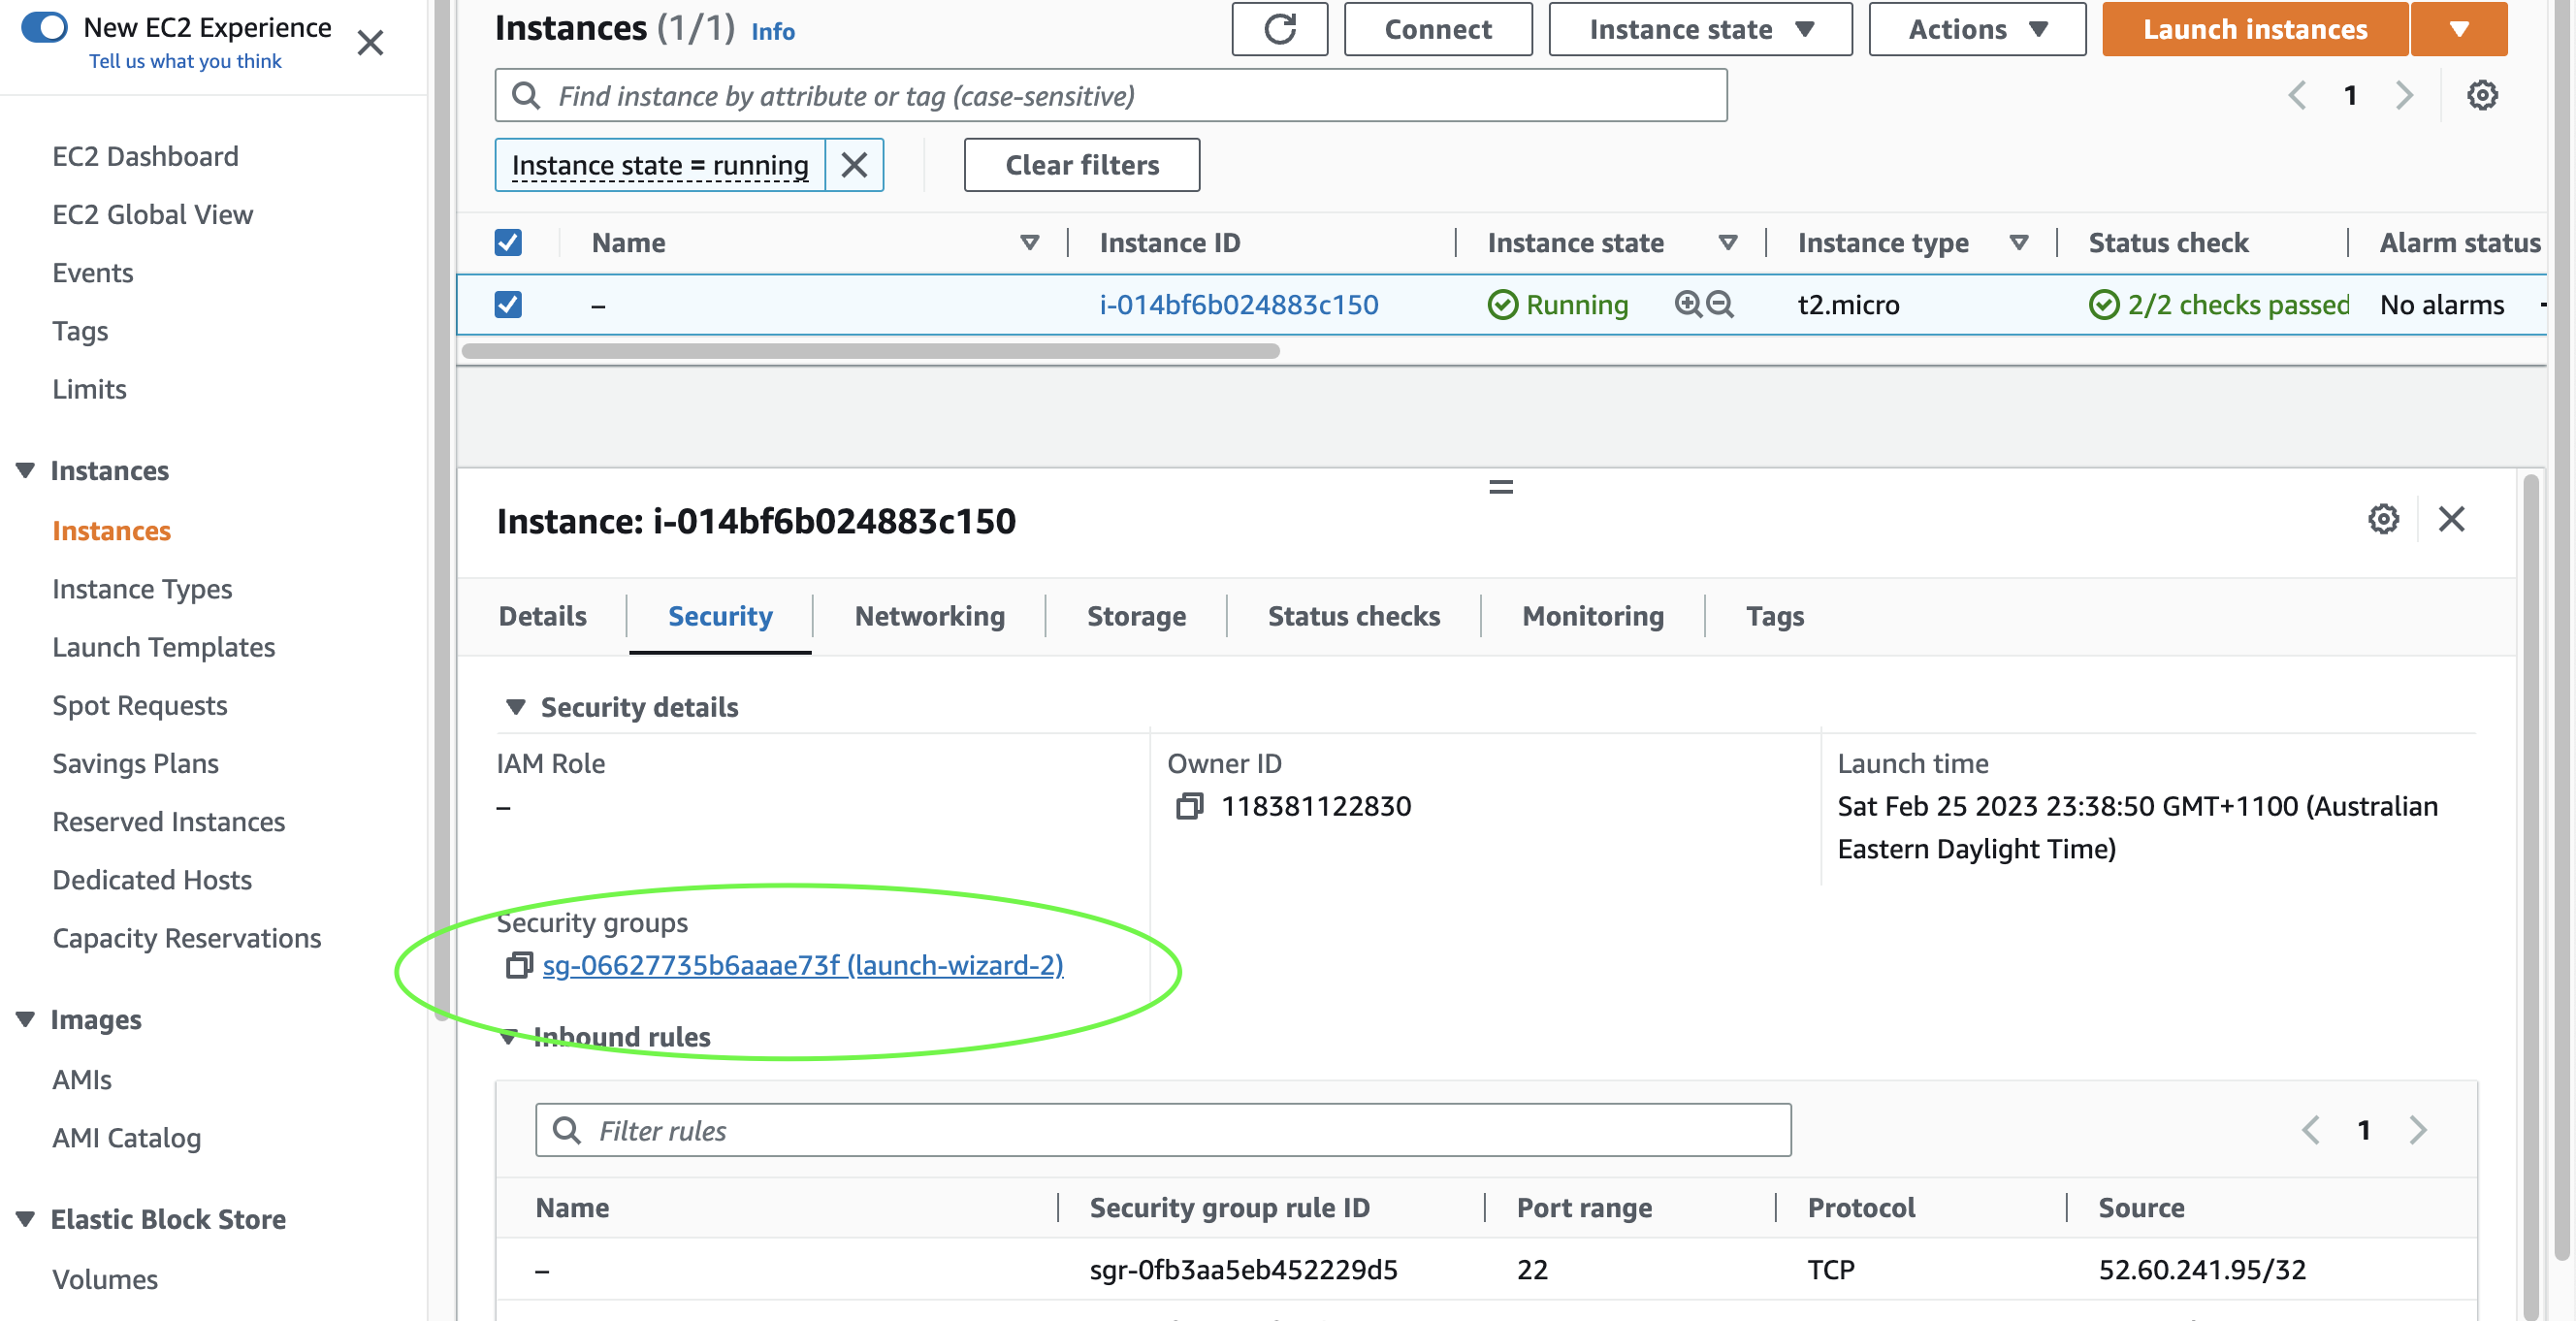 New EC2 Experience
Tell us what you think
EC2 Dashboard
EC2 Global View
Events
Tags
Limits
Instances
Instances
Instance Types
Launch Templates
Spot Requests
Savings Plans
Reserved Instances
Dedicated Hosts
Capacity Reservations
Images
AMIs
AMI Catalog
Elastic Block Store
Volumes
Instances (1/1) Info
Connect
Instance state
Actions
Launch instances
Find instance by attribute or tag (case-sensitive)
1
Instance state = running
Clear filters
Name Instance ID Instance state Instance type Status check Alarm status
– i-014bf6b024883c150 Running t2.micro 2/2 checks passed No alarms
Instance: i-014bf6b024883c150
Details Security Networking Storage Status checks Monitoring Tags
Security details
IAM Role
–
Owner ID
118381122830
Launch time
Sat Feb 25 2023 23:38:50 GMT+1100 (Australian
Eastern Daylight Time)
Security groups
sg-06627735b6aaae73f (launch-wizard-2)
Inbound rules
Filter rules
1
Name Security group rule ID Port range Protocol Source
– sgr-0fb3aa5eb452229d5 22 TCP 52.60.241.95/32